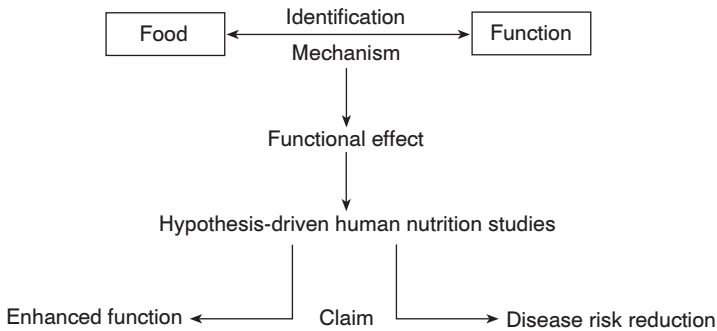 Identification
Food
Function
Mechanism
Functional effect
Hypothesis-driven human nutrition studies
Enhanced function
Claim
Disease risk reduction